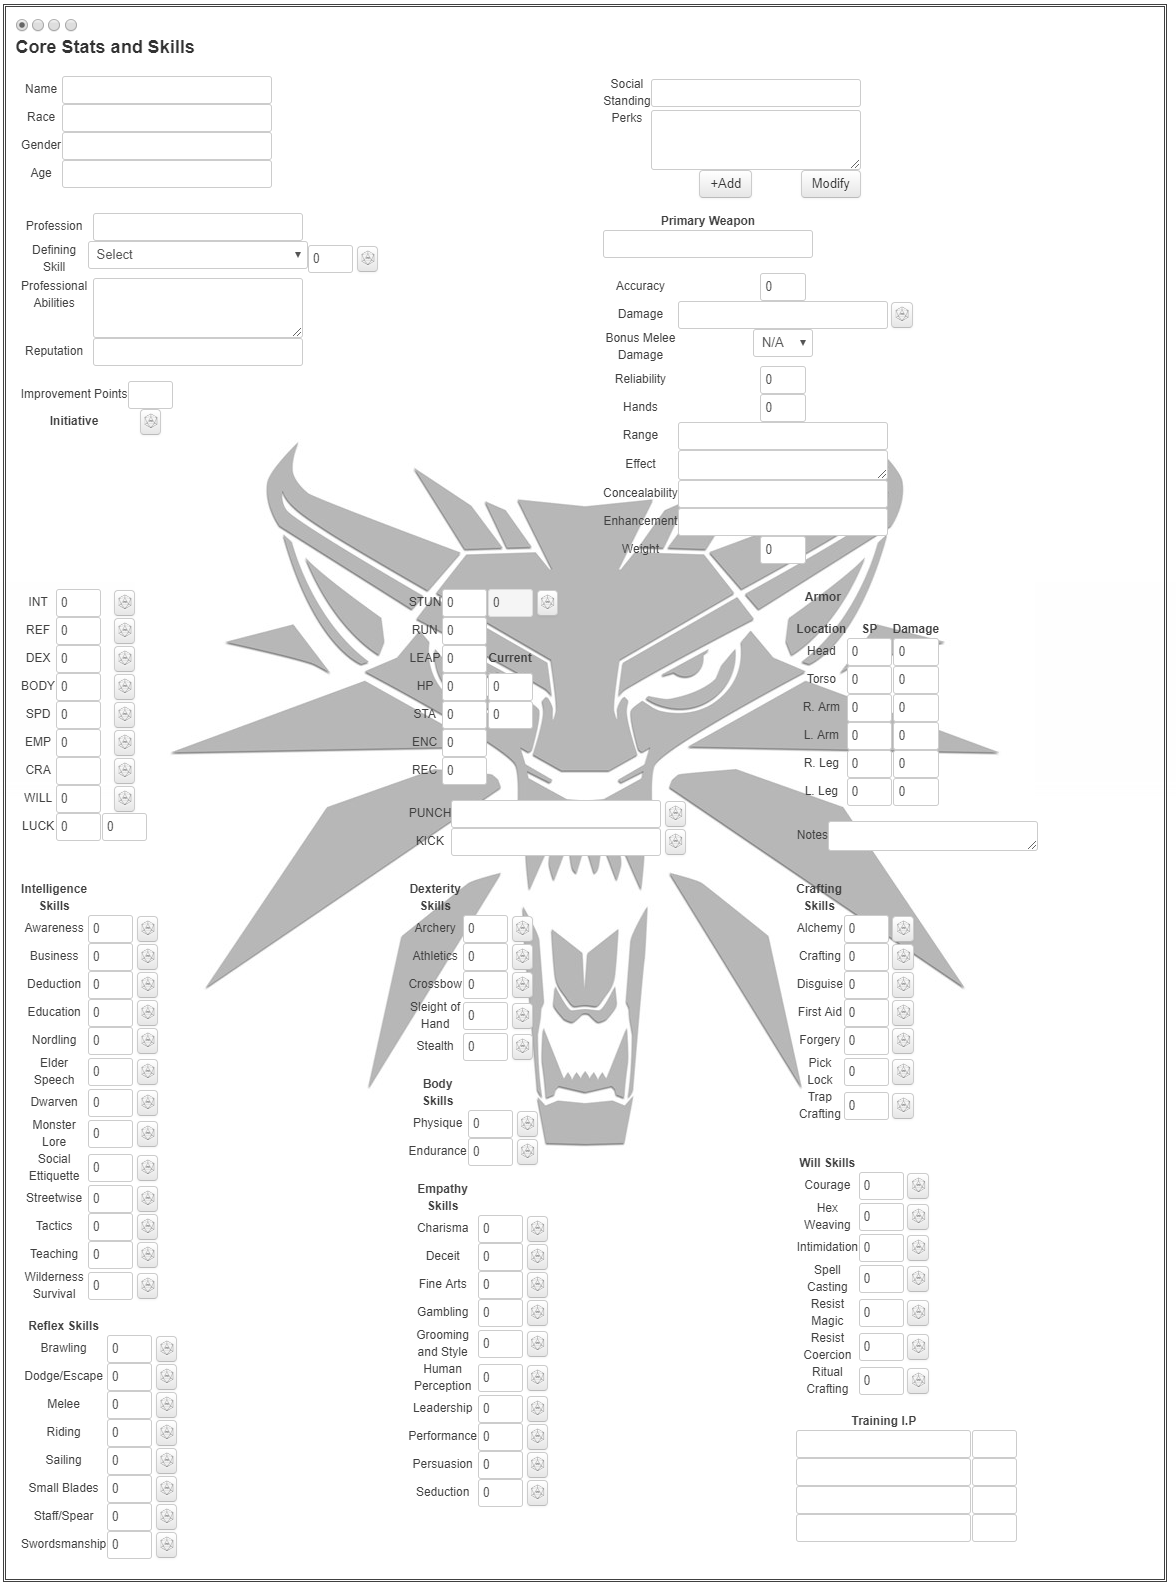 Core Stats and Skills
Name
Race
Gender
Age
Social
Standing
Perks
+Add Modify
Profession
Defining
Skill
Select 0
Professional
Abilities
Reputation
Improvement Points
Initiative
Primary Weapon
Accuracy 0
Damage
Bonus Melee
Damage
N/A
Reliability 0
Hands 0
Range
Effect
Concealability
Enhancement
Weight 0
INT 0
REF 0
DEX 0
BODY 0
SPD 0
EMP 0
CRA
WILL 0
LUCK 0 0
STUN 0 0
RUN 0
LEAP 0 Current
HP 0 0
STA 0 0
ENC 0
REC 0
PUNCH
KICK
Armor
Location SP Damage
Head 0 0
Torso 0 0
R. Arm 0 0
L. Arm 0 0
R. Leg 0 0
L. Leg 0 0
Notes
Intelligence
Skills
Awareness 0
Business 0
Deduction 0
Education 0
Nordling 0
Elder
Speech
0
Dwarven 0
Monster
Lore
0
Social
Ettiquette
0
Streetwise 0
Tactics 0
Teaching 0
Wilderness
Survival
0
Reflex Skills
Brawling 0
Dodge/Escape 0
Melee 0
Riding 0
Sailing 0
Small Blades 0
Staff/Spear 0
Swordsmanship 0
Dexterity
Skills
Archery 0
Athletics 0
Crossbow 0
Sleight of
Hand
0
Stealth 0
Body
Skills
Physique 0
Endurance 0
Empathy
Skills
Charisma 0
Deceit 0
Fine Arts 0
Gambling 0
Grooming
and Style
0
Human
Perception
0
Leadership 0
Performance 0
Persuasion 0
Seduction 0
Crafting
Skills
Alchemy 0
Crafting 0
Disguise 0
First Aid 0
Forgery 0
Pick
Lock
0
Trap
Crafting
0
Will Skills
Courage 0
Hex
Weaving
0
Intimidation 0
Spell
Casting
0
Resist
Magic
0
Resist
Coercion
0
Ritual
Crafting
0
Training I.P